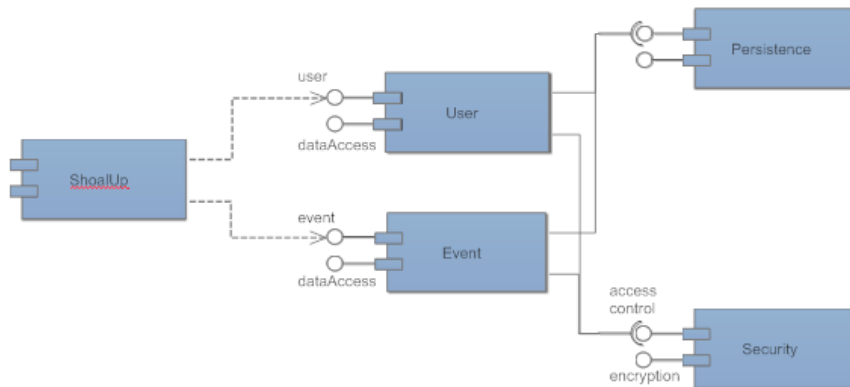 Persistence
user
User
dataAccess
ShoalUp
event
Event
dataAccess
access
control
Security
encryption